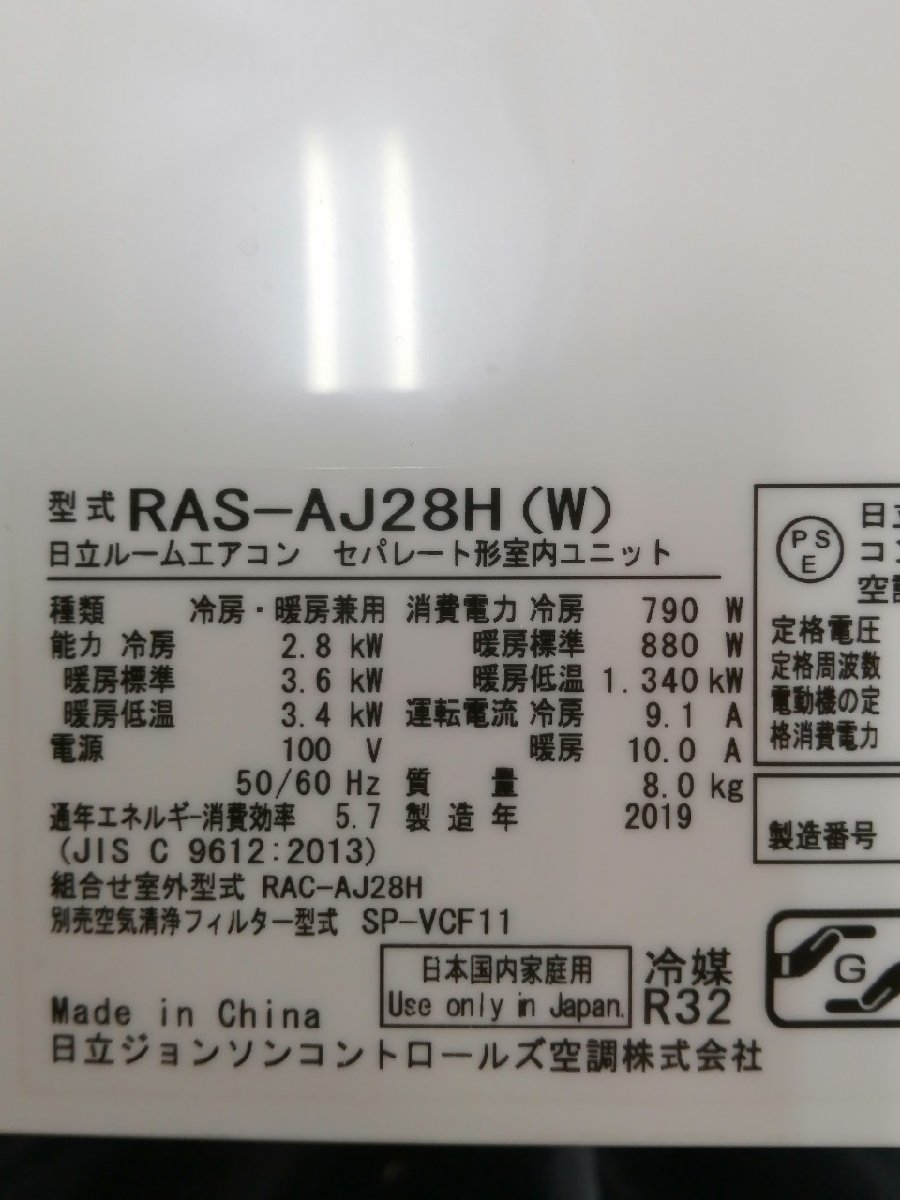 型式 RAS-AJ28H(W)
日立ルームエアコン セパレート形室内ユニット
種類 冷房・暖房兼用 消費電力 冷房 790 W
能力 冷房 2.8 kW 暖房標準 880 W
暖房標準 3.6 kW 暖房低温 1.340 kW
暖房低温 3.4 kW 運転電流 冷房 9.1 A
電源 100 V 暖房 10.0 A
50/60 Hz 質量 8.0 kg
通年エネルギー消費効率 5.7 製造年 2019
(JIS C 9612:2013)
組合せ室外型式 RAC-AJ28H
別売空気清浄フィルター型式 SP-VCF11
日本国内家庭用
Use only in Japan.
冷媒
R32
Made in China
日立ジョンソンコントロールズ空調株式会社
PSE
日立
コン
空調
定格電圧
定格周波数
電動機の定
格消費電力
製造番号
G